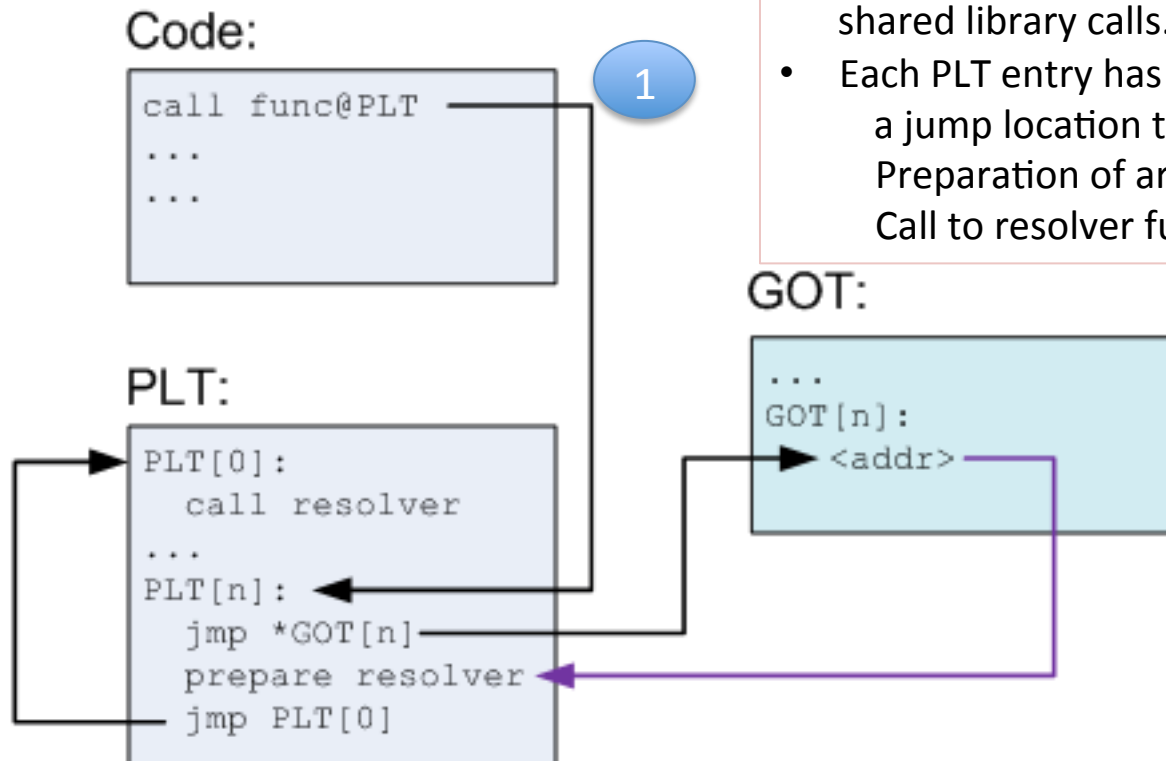 Code:
call func@PLT
...
...
1
shared library calls.
• Each PLT entry has
a jump location t
Preparation of ar
Call to resolver fu
GOT:
...
GOT[n]:
<addr>
PLT:
PLT[0]:
call resolver
...
PLT[n]:
jmp *GOT[n]
prepare resolver
jmp PLT[0]